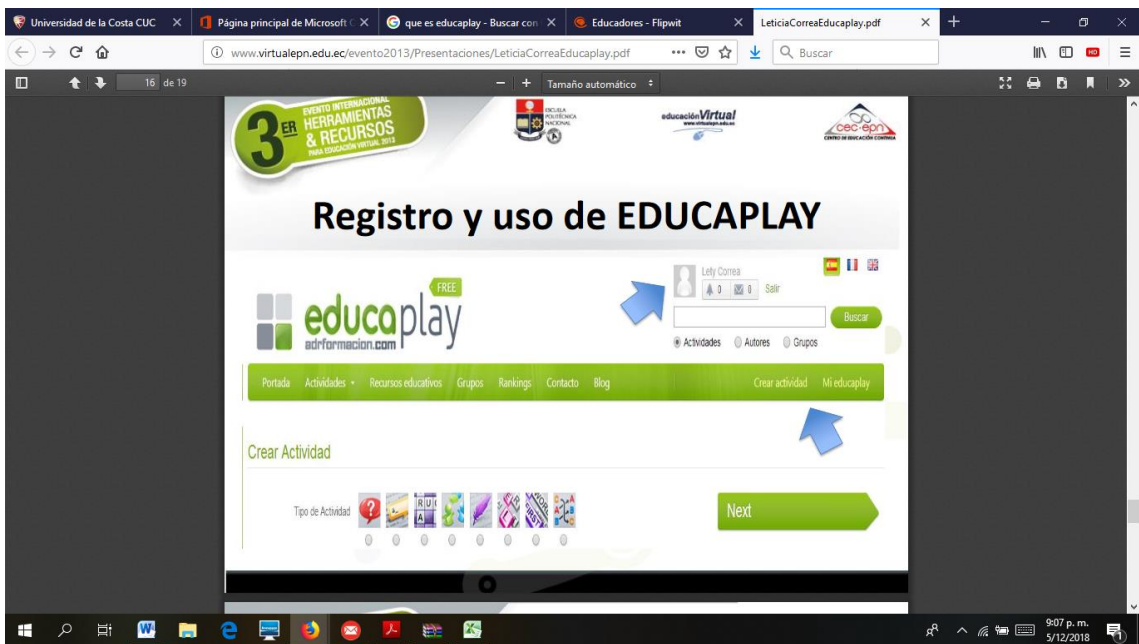 Universidad de la Costa CUC
Página principal de Microsoft
que es educaplay - Buscar con
Educadores - Flipwit
LeticiaCorreaEducaplay.pdf
www.virtualepn.edu.ec/evento2013/Presentaciones/LeticiaCorreaEducaplay.pdf
Buscar
HD
16 de 19
Tamaño automático
3ER
EVENTO INTERNACIONAL
HERRAMIENTAS
& RECURSOS
PARA EDUCACIÓN VIRTUAL 2013
ESCUELA
POLITÉCNICA
NACIONAL
educaciónVirtual
www.virtualepn.edu.ec
cec-epn
CENTRO DE EDUCACIÓN CONTINUA
Registro y uso de EDUCAPLAY
Lety Correa
0 0 Salir
FREE
educaplay
adrformacion.com
Buscar
Actividades Autores Grupos
Portada Actividades Recursos educativos Grupos Rankings Contacto Blog Crear actividad Mi educaplay
Crear Actividad
Tipo de Actividad
Next
9:07 p. m.
5/12/2018